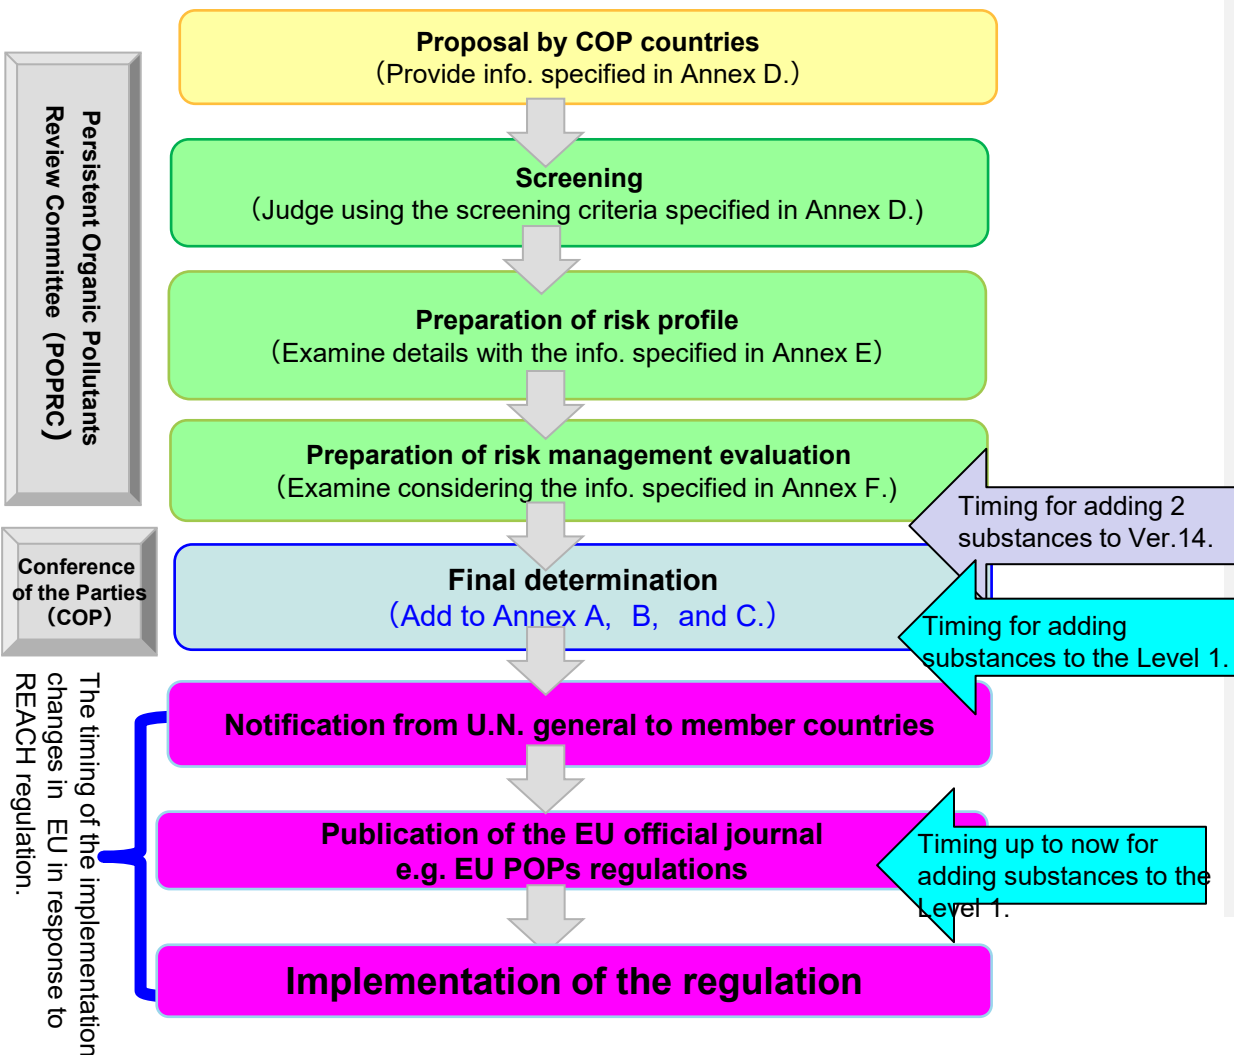 Proposal by COP countries
（Provide info. specified in Annex D.）
Persistent Organic Pollutants
Review Committee（POPRC）
Screening
（Judge using the screening criteria specified in Annex D.)
Preparation of risk profile
（Examine details with the info. specified in Annex E）
Preparation of risk management evaluation
（Examine considering the info. specified in Annex F.)
Timing for adding 2
substances to Ver.14.
Conference
of the Parties
（COP）
Final determination
（Add to Annex A, B, and C.）
Timing for adding
substances to the Level 1.
The timing of the implementation
changes in EU in response to
REACH regulation.
Notification from U.N. general to member countries
Publication of the EU official journal
e.g. EU POPs regulations
Timing up to now for
adding substances to the
Level 1.
Implementation of the regulation